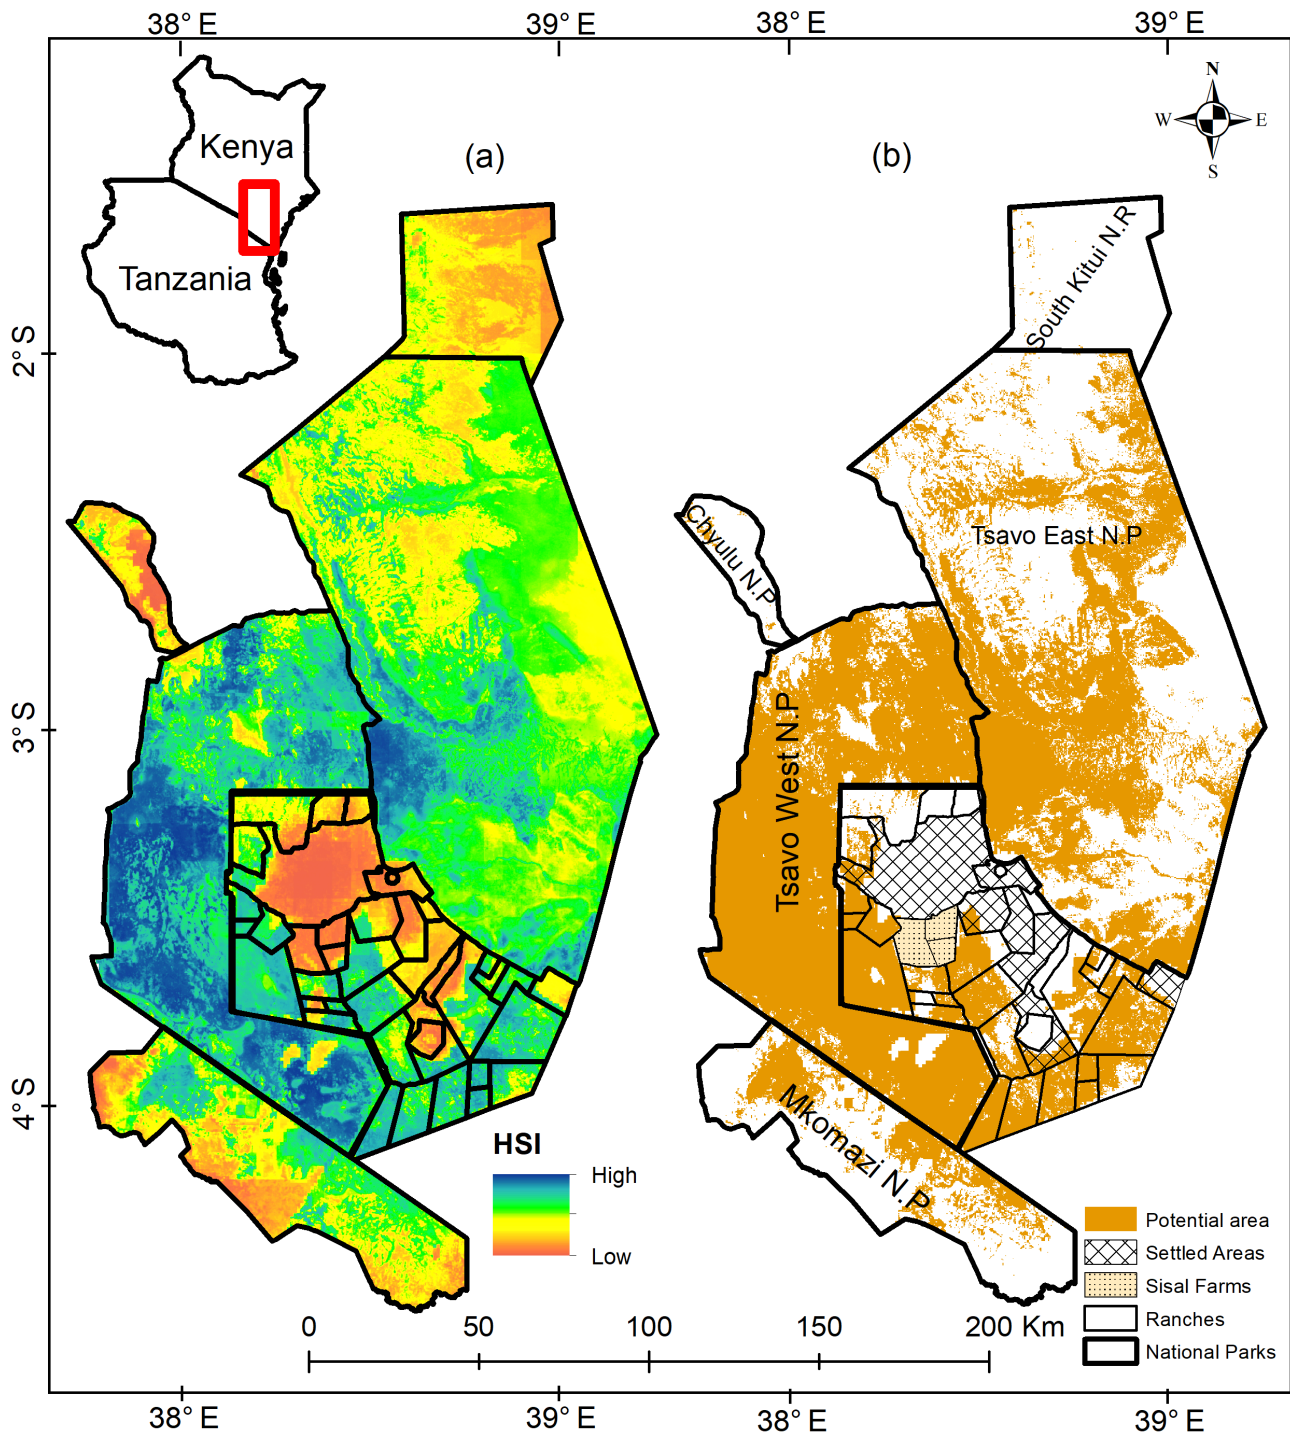 38° E
39° E
38° E
39° E
N
W
E
S
Kenya
Tanzania
(a)
(b)
2°S
3°S
4°S
South Kitui N.R
Tsavo East N.P
Chyulu N.P
Tsavo West N.P
Mkomazi N.P
HSI
High
Low
Potential area
Settled Areas
Sisal Farms
Ranches
National Parks
0
50
100
150
200 Km
38° E
39° E
38° E
39° E